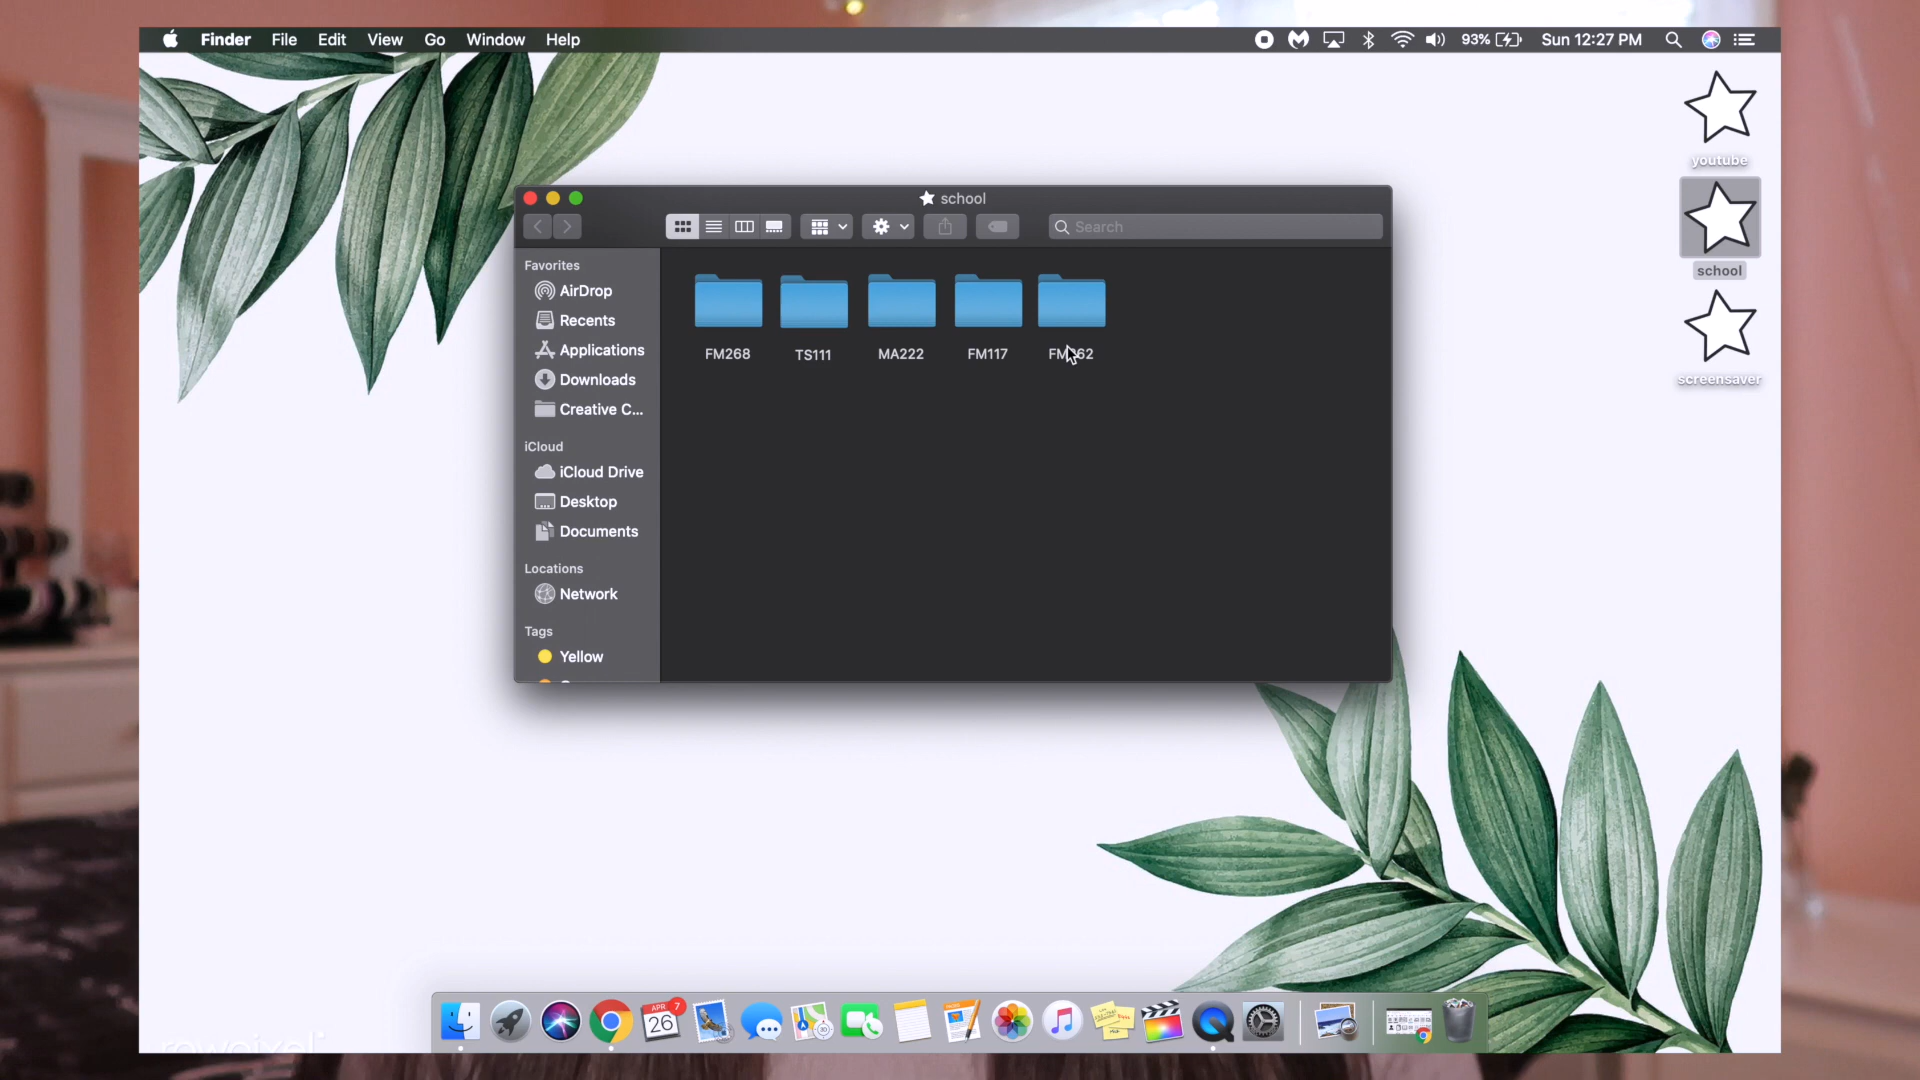 Finder File Edit View Go Window Help 93% Sun 12:27 PM
youtube
school
screensaver
school
Search
Favorites
AirDrop
Recents
Applications
Downloads
Creative C...
iCloud
iCloud Drive
Desktop
Documents
Locations
Network
Tags
Yellow
FM268 TS111 MA222 FM117
APR 7
26